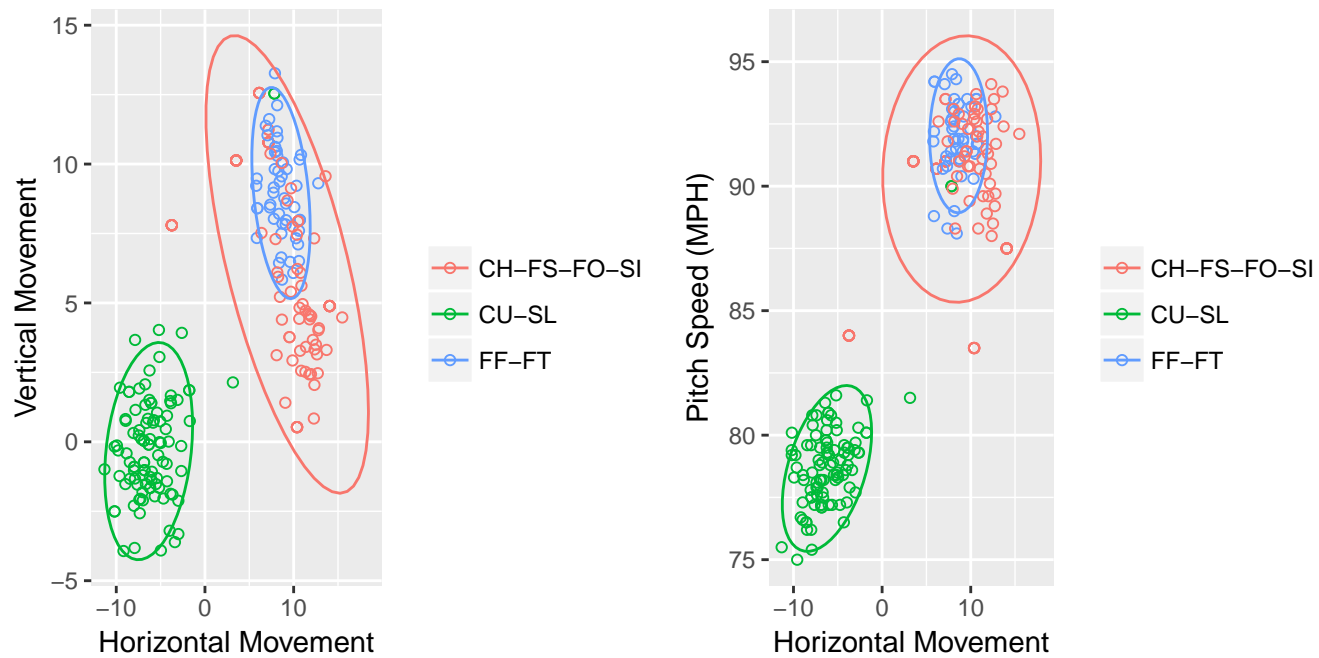 15
10
5
0
−5
−10
0
10
Vertical Movement
Horizontal Movement
CH−FS−FO−SI
CU−SL
FF−FT
95
90
85
80
75
−10
0
10
Pitch Speed (MPH)
Horizontal Movement
CH−FS−FO−SI
CU−SL
FF−FT